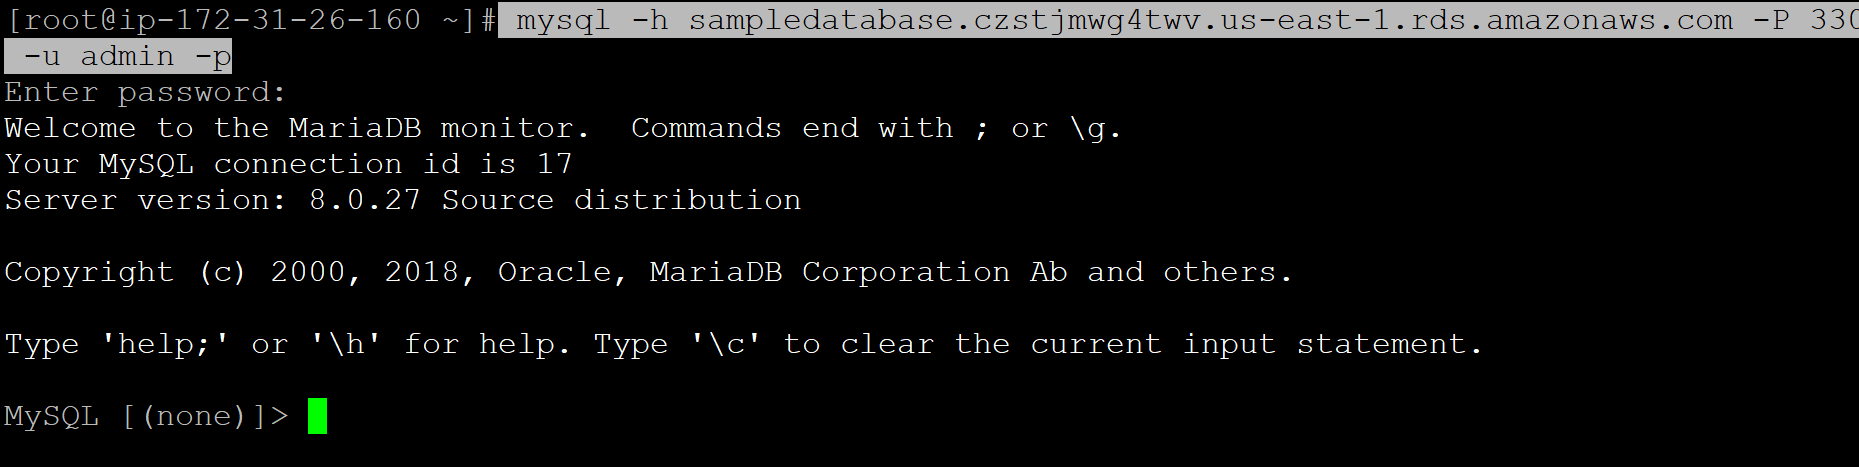 [root@ip-172-31-26-160 ~]# mysql -h sampledatabase.czstjmwg4twv.us-east-1.rds.amazonaws.com -P 330
-u admin -p
Enter password:
Welcome to the MariaDB monitor.  Commands end with ; or \g.
Your MySQL connection id is 17
Server version: 8.0.27 Source distribution
Copyright (c) 2000, 2018, Oracle, MariaDB Corporation Ab and others.
Type 'help;' or '\h' for help. Type '\c' to clear the current input statement.
MySQL [(none)]>